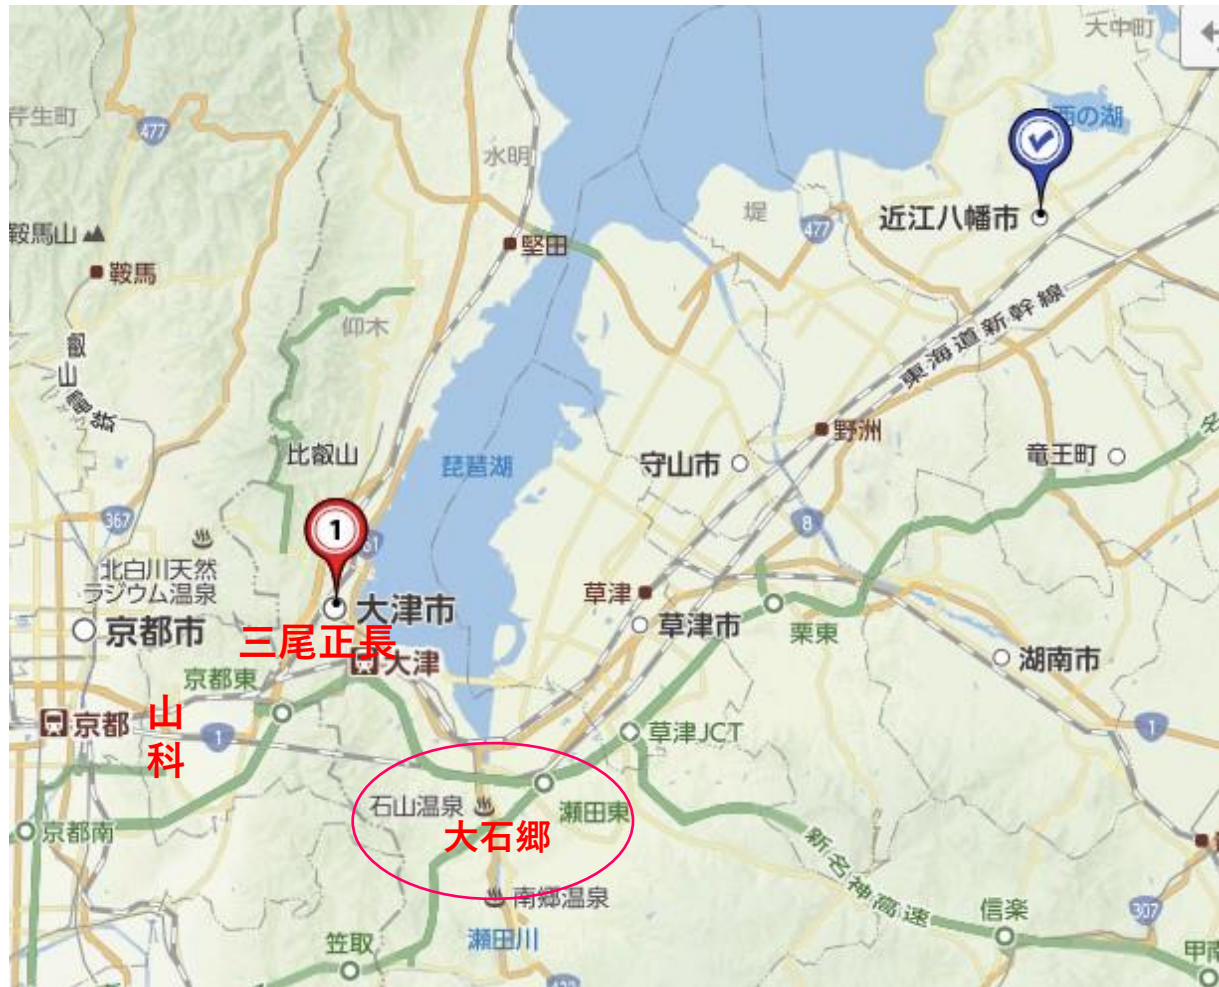 大中町
芹生町
477
西の湖
水明
堤
477
近江八幡市
鞍馬山
鞍馬
堅田
仰木
叡山電鉄
東海道新幹線
比叡山
琵琶湖
守山市
野洲
竜王町
367
1
8
北白川天然
ラジウム温泉
大津市
京都市
三尾正長
大津
草津
草津市
栗東
湖南市
京都東
京都
山
科
1
草津JCT
1
石山温泉
瀬田東
大石郷
京都南
新名神高速
南郷温泉
信楽
307
笠取
瀬田川
甲南